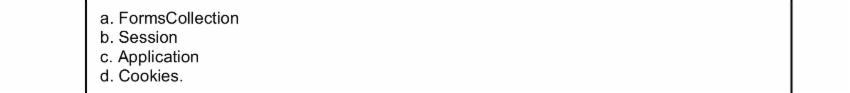 a. FormsCollection
b. Session
c. Application
d. Cookies.